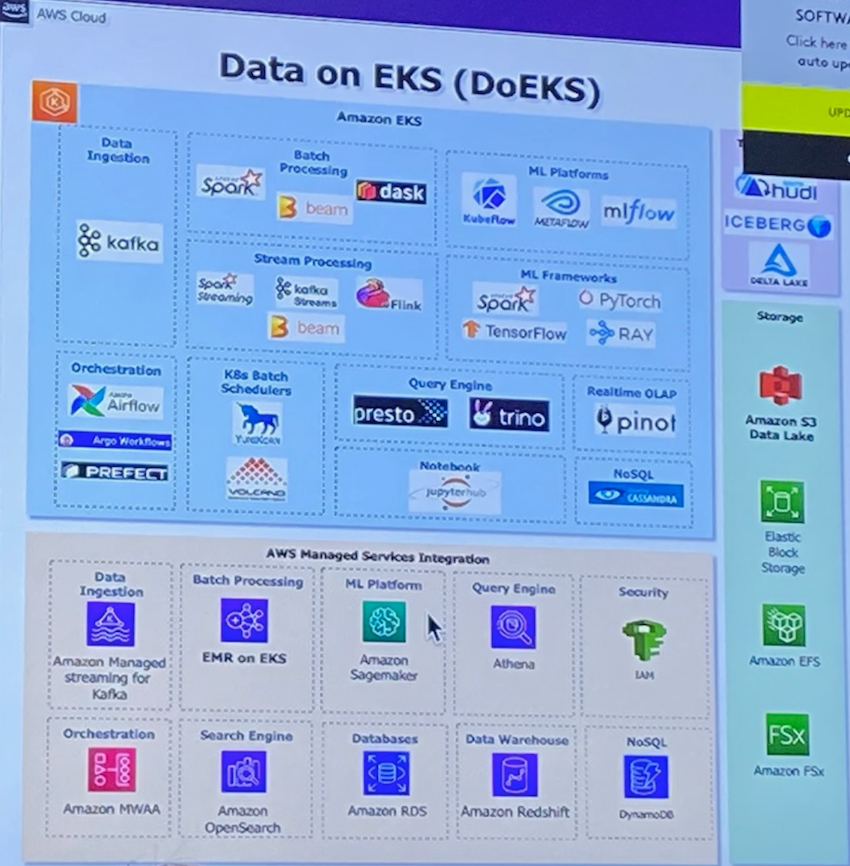 aws
AWS Cloud
SOFTWA
Click here
auto up
UPD
Data on EKS (DoEKS)
Amazon EKS
Data
Ingestion
kafka
Batch
Processing
APACHE
Spark
beam
dask
ML Platforms
Kubeflow
METAFLOW
mlflow
T
hudi
ICEBERG
DELTA LAKE
Stream Processing
Spark
Streaming
kafka
Streams
Flink
beam
ML Frameworks
Spark
PyTorch
TensorFlow
RAY
Orchestration
Apache
Airflow
Argo Workflows
PREFECT
K8s Batch
Schedulers
YUNIKORN
VOLCANO
Query Engine
presto
trino
Realtime OLAP
pinot
Notebook
jupyterhub
NoSQL
CASSANDRA
Storage
Amazon S3
Data Lake
Elastic
Block
Storage
Amazon EFS
FSx
Amazon FSx
AWS Managed Services Integration
Data
Ingestion
Amazon Managed
streaming for
Kafka
Batch Processing
EMR on EKS
ML Platform
Amazon
Sagemaker
Query Engine
Athena
Security
IAM
Orchestration
Amazon MWAA
Search Engine
Amazon
OpenSearch
Databases
Amazon RDS
Data Warehouse
Amazon Redshift
NoSQL
DynamoDB